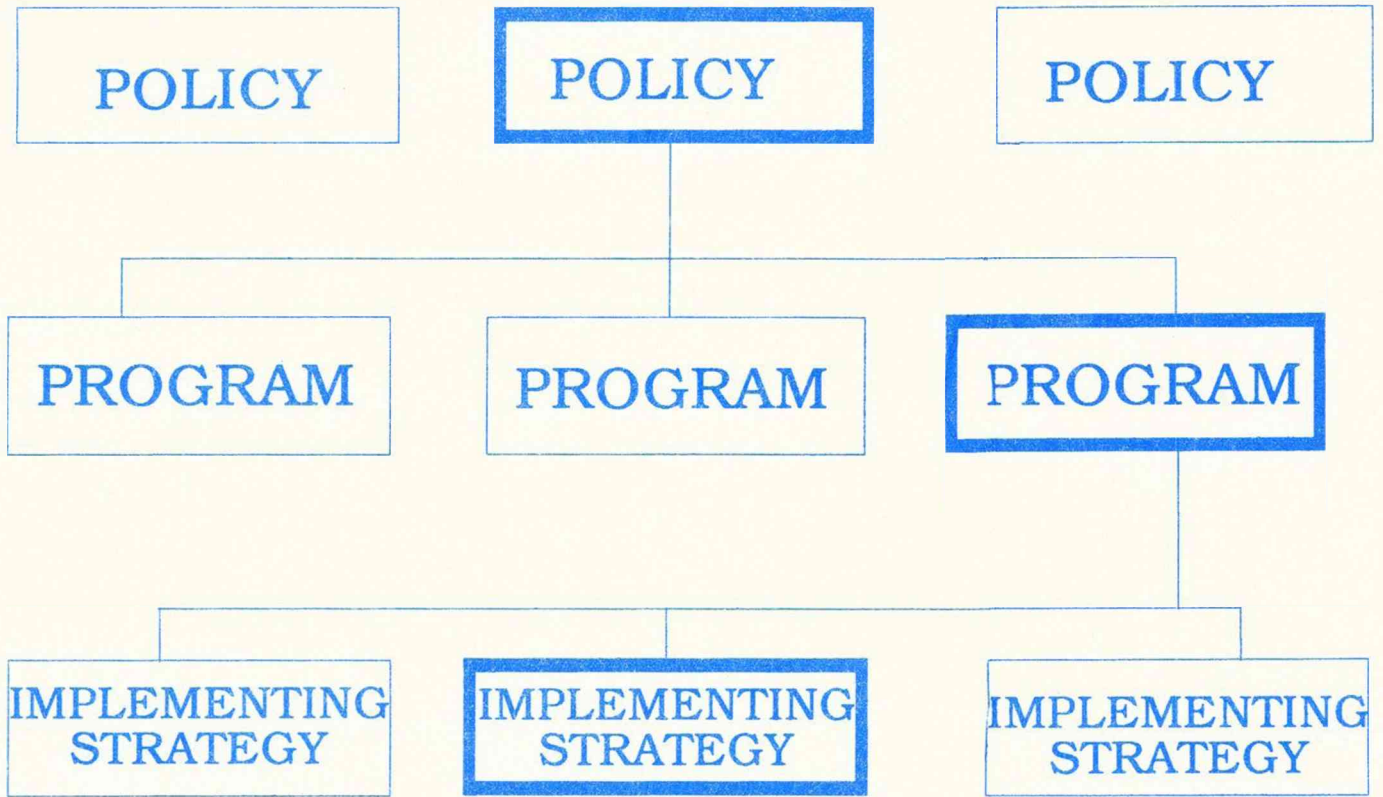 POLICY
POLICY
POLICY
PROGRAM
PROGRAM
PROGRAM
IMPLEMENTING
STRATEGY
IMPLEMENTING
STRATEGY
IMPLEMENTING
STRATEGY